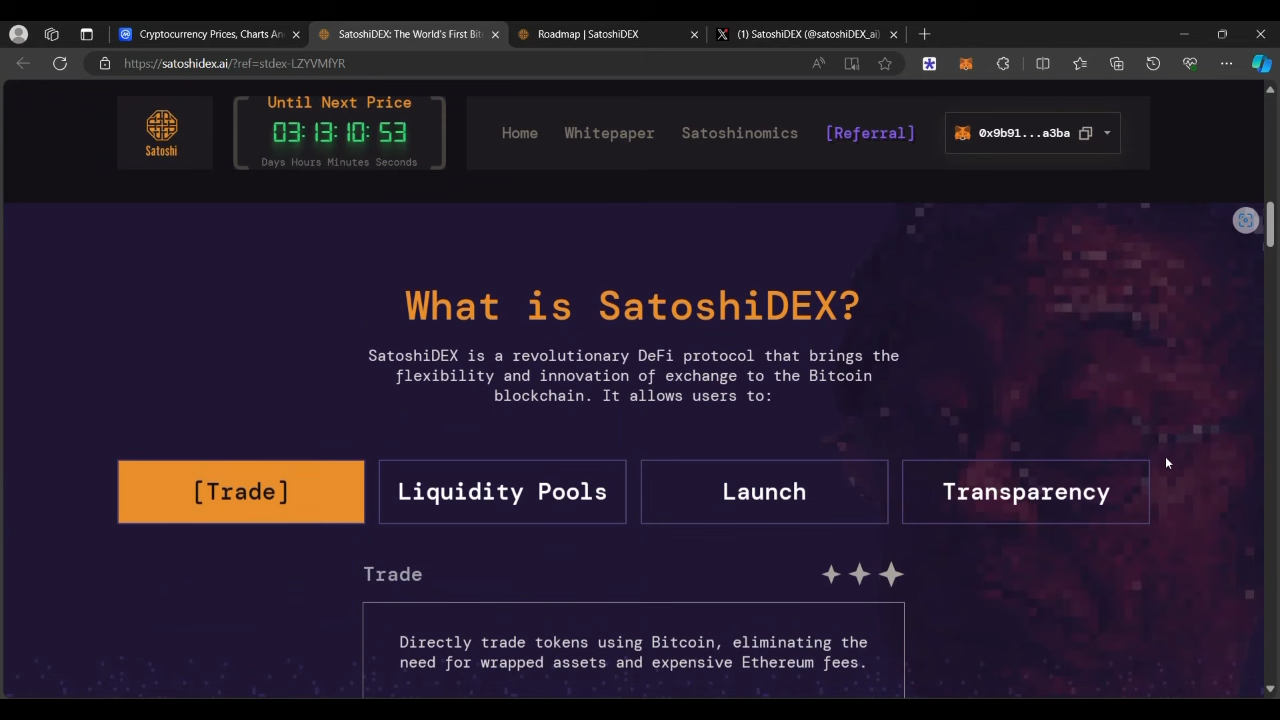 Cryptocurrency Prices, Charts An
SatoshiDEX: The World's First Bit
Roadmap | SatoshiDEX
X
(1) SatoshiDEX (@satoshiDEX_ai)
https://satoshidex.ai/?ref=stdex-LZYVMfYR
Satoshi
Until Next Price
03:13:10:53
Days Hours Minutes Seconds
Home
Whitepaper
Satoshinomics
[Referral]
0x9b91...a3ba
What is SatoshiDEX?
SatoshiDEX is a revolutionary DeFi protocol that brings the
flexibility and innovation of exchange to the Bitcoin
blockchain. It allows users to:
[Trade]
Liquidity Pools
Launch
Transparency
Trade
Directly trade tokens using Bitcoin, eliminating the
need for wrapped assets and expensive Ethereum fees.